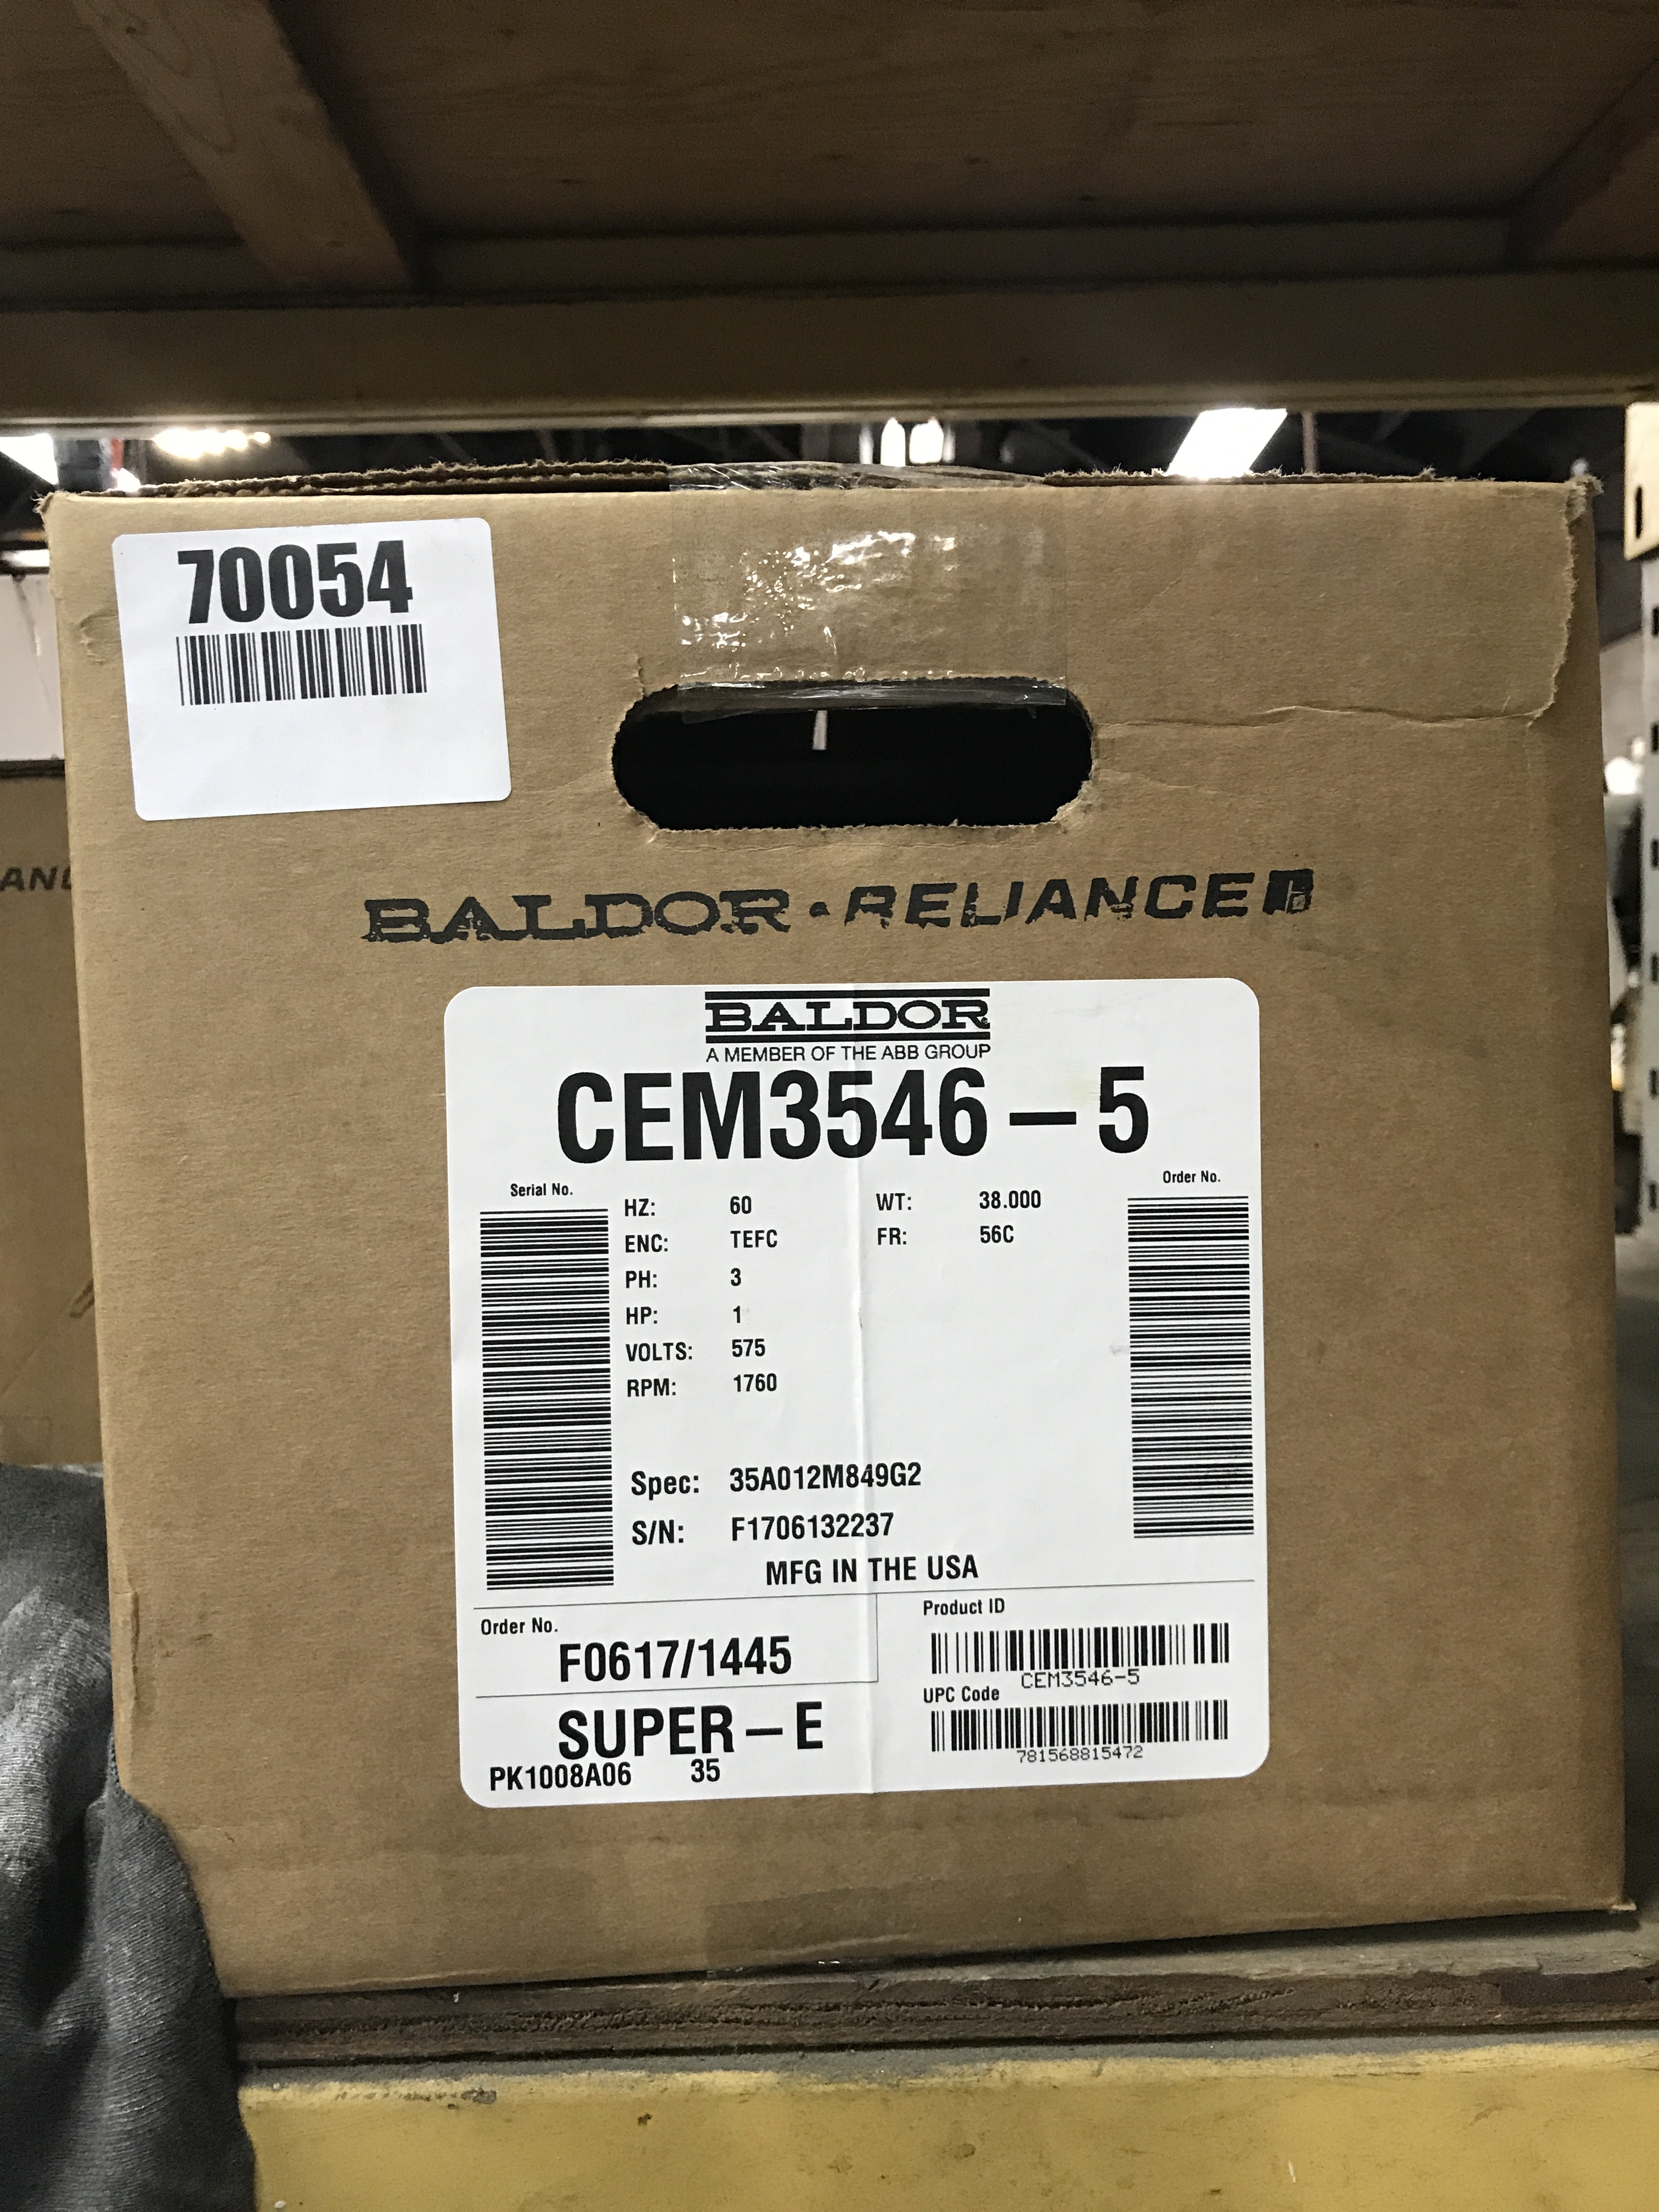 70054
BALDOR • RELIANCE
BALDOR
A MEMBER OF THE ABB GROUP
CEM3546-5
Serial No.
Order No.
HZ: 60 WT: 38.000
ENC: TEFC FR: 56C
PH: 3
HP: 1
VOLTS: 575
RPM: 1760
Spec: 35A012M849G2
S/N: F1706132237
MFG IN THE USA
Order No.
F0617/1445
SUPER-E
PK1008A06 35
Product ID
CEM3546-5
UPC Code
781568815472